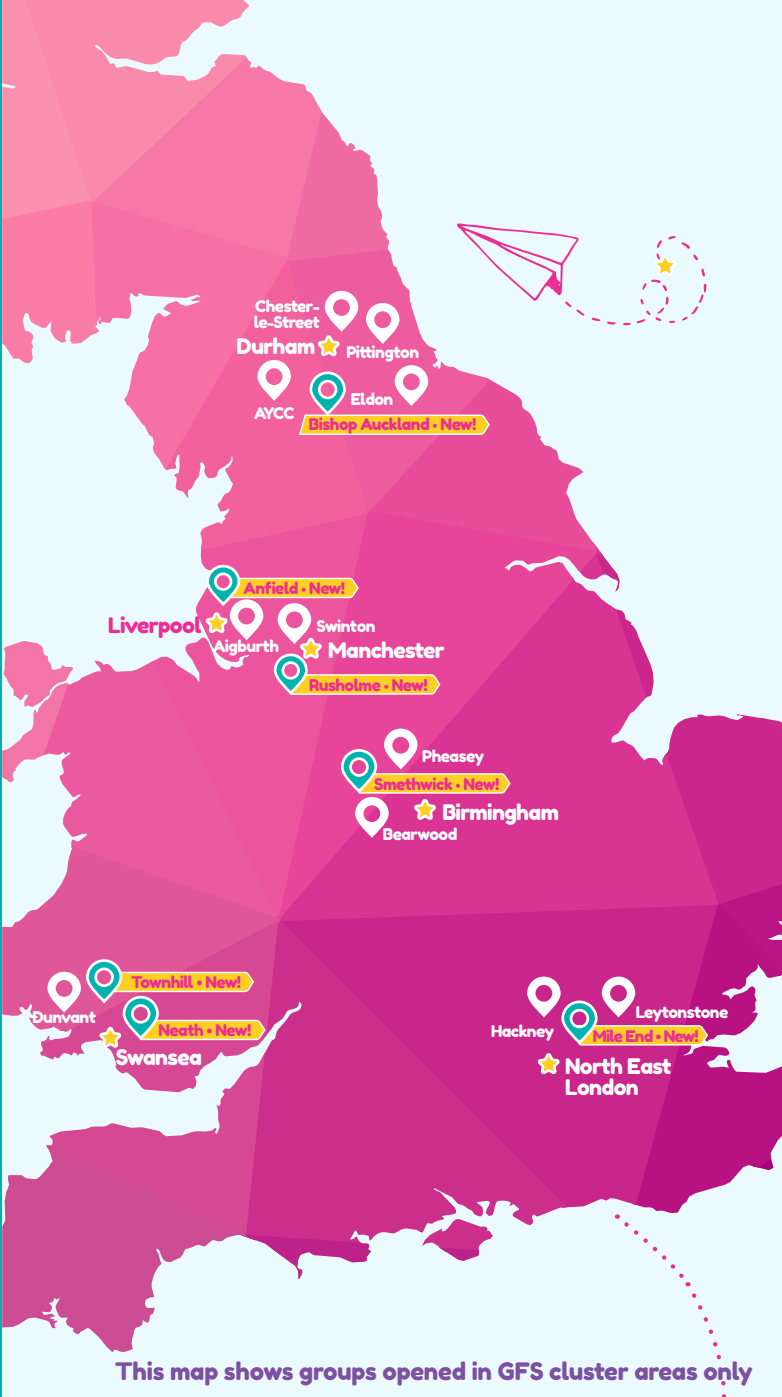 Chester-
le-Street
Durham
Pittington
AYCC
Eldon
Bishop Auckland • New!
Anfield • New!
Liverpool
Aigburth
Swinton
Manchester
Rusholme • New!
Pheasey
Smethwick • New!
Birmingham
Bearwood
Townhill • New!
Dunvant
Neath • New!
Swansea
Hackney
Leytonstone
Mile End • New!
North East
London
This map shows groups opened in GFS cluster areas only